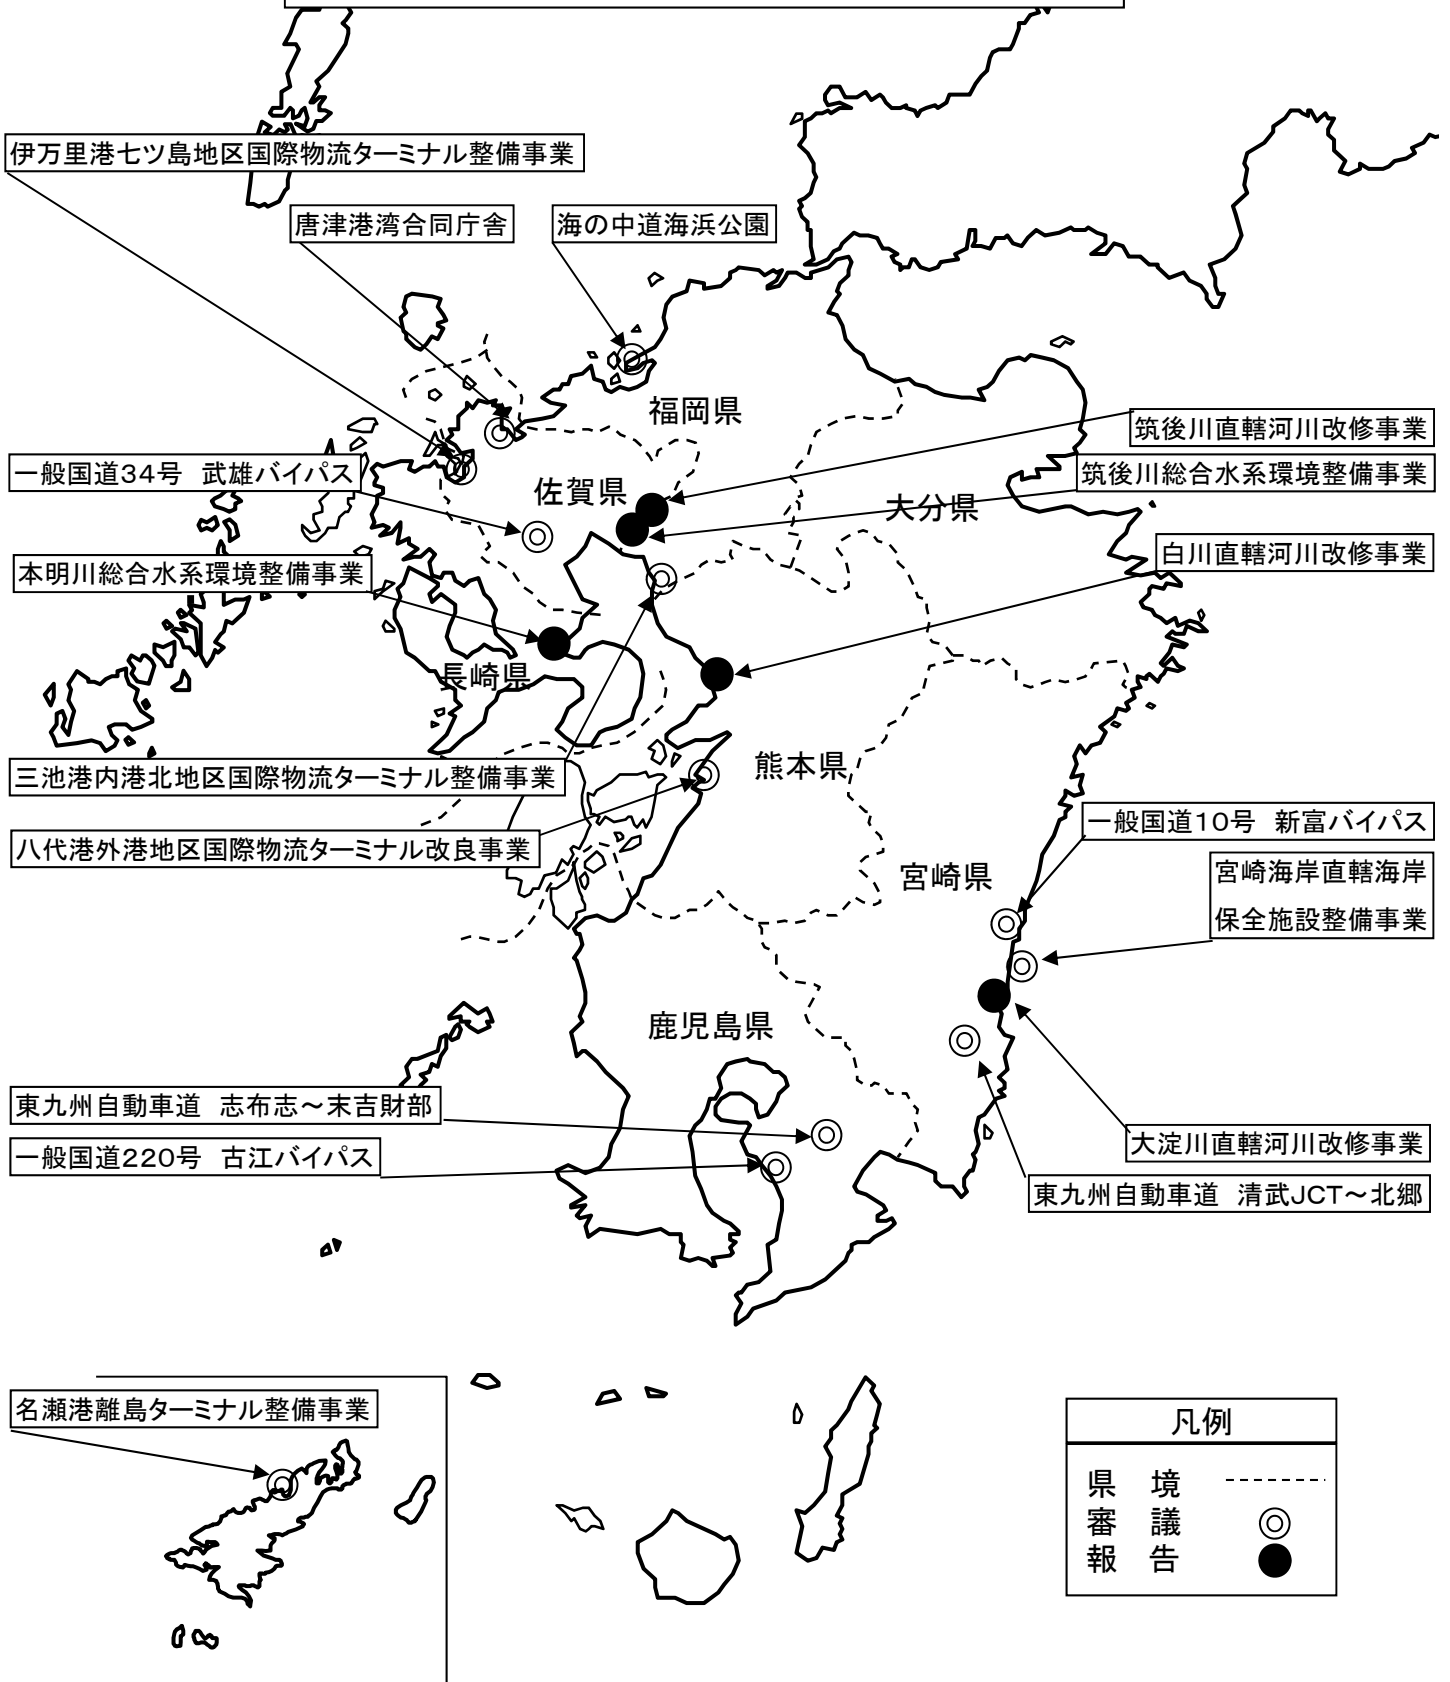 伊万里港七ツ島地区国際物流ターミナル整備事業
唐津港湾合同庁舎
海の中道海浜公園
福岡県
筑後川直轄河川改修事業
一般国道34号 武雄バイパス
筑後川総合水系環境整備事業
佐賀県
大分県
白川直轄河川改修事業
本明川総合水系環境整備事業
長崎県
三池港内港北地区国際物流ターミナル整備事業
熊本県
一般国道10号 新富バイパス
八代港外港地区国際物流ターミナル改良事業
宮崎県
宮崎海岸直轄海岸
保全施設整備事業
鹿児島県
東九州自動車道 志布志～末吉財部
大淀川直轄河川改修事業
一般国道220号 古江バイパス
東九州自動車道 清武JCT～北郷
名瀬港離島ターミナル整備事業
凡例
県 境
審 議
報 告